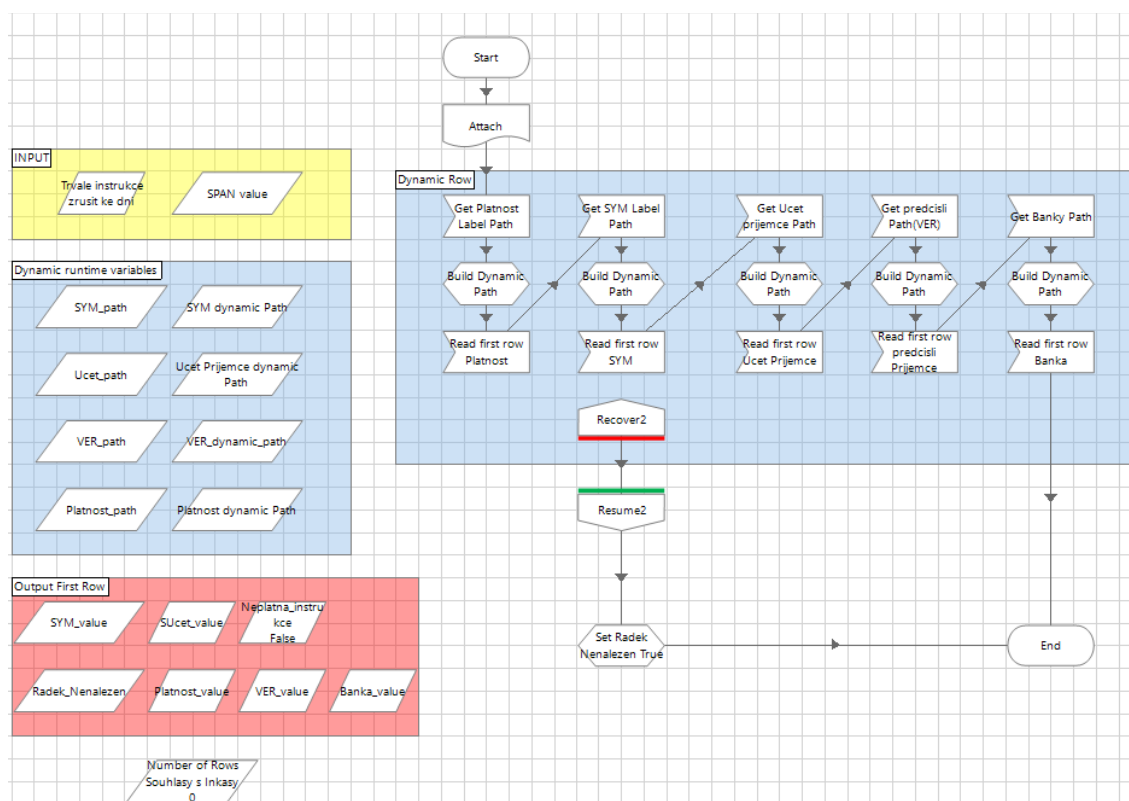 Start
Attach
INPUT
Trvale instrukce
zrusit ke dni
SPAN value
Dynamic runtime variables
SYM_path
SYM dynamic Path
Ucet_path
Ucet Prijemce dynamic
Path
VER_path
VER_dynamic_path
Platnost_path
Platnost dynamic Path
Output First Row
SYM_value
SUcet_value
Neplatna_instru
kce
False
Radek_Nenalezen
Platnost_value
VER_value
Banka_value
Number of Rows
Souhlasy s Inkasy
0
Dynamic Row
Get Platnost
Label Path
Get SYM Label
Path
Get Ucet
prijemce Path
Get predcisli
Path(VER)
Get Banky Path
Build Dynamic
Path
Build Dynamic
Path
Build Dynamic
Path
Build Dynamic
Path
Build Dynamic
Path
Read first row
Platnost
Read first row
SYM
Read first row
Ucet Prijemce
Read first row
predcisli
Prijemce
Read first row
Banka
Recover2
Resume2
Set Radek
Nenalezen True
End